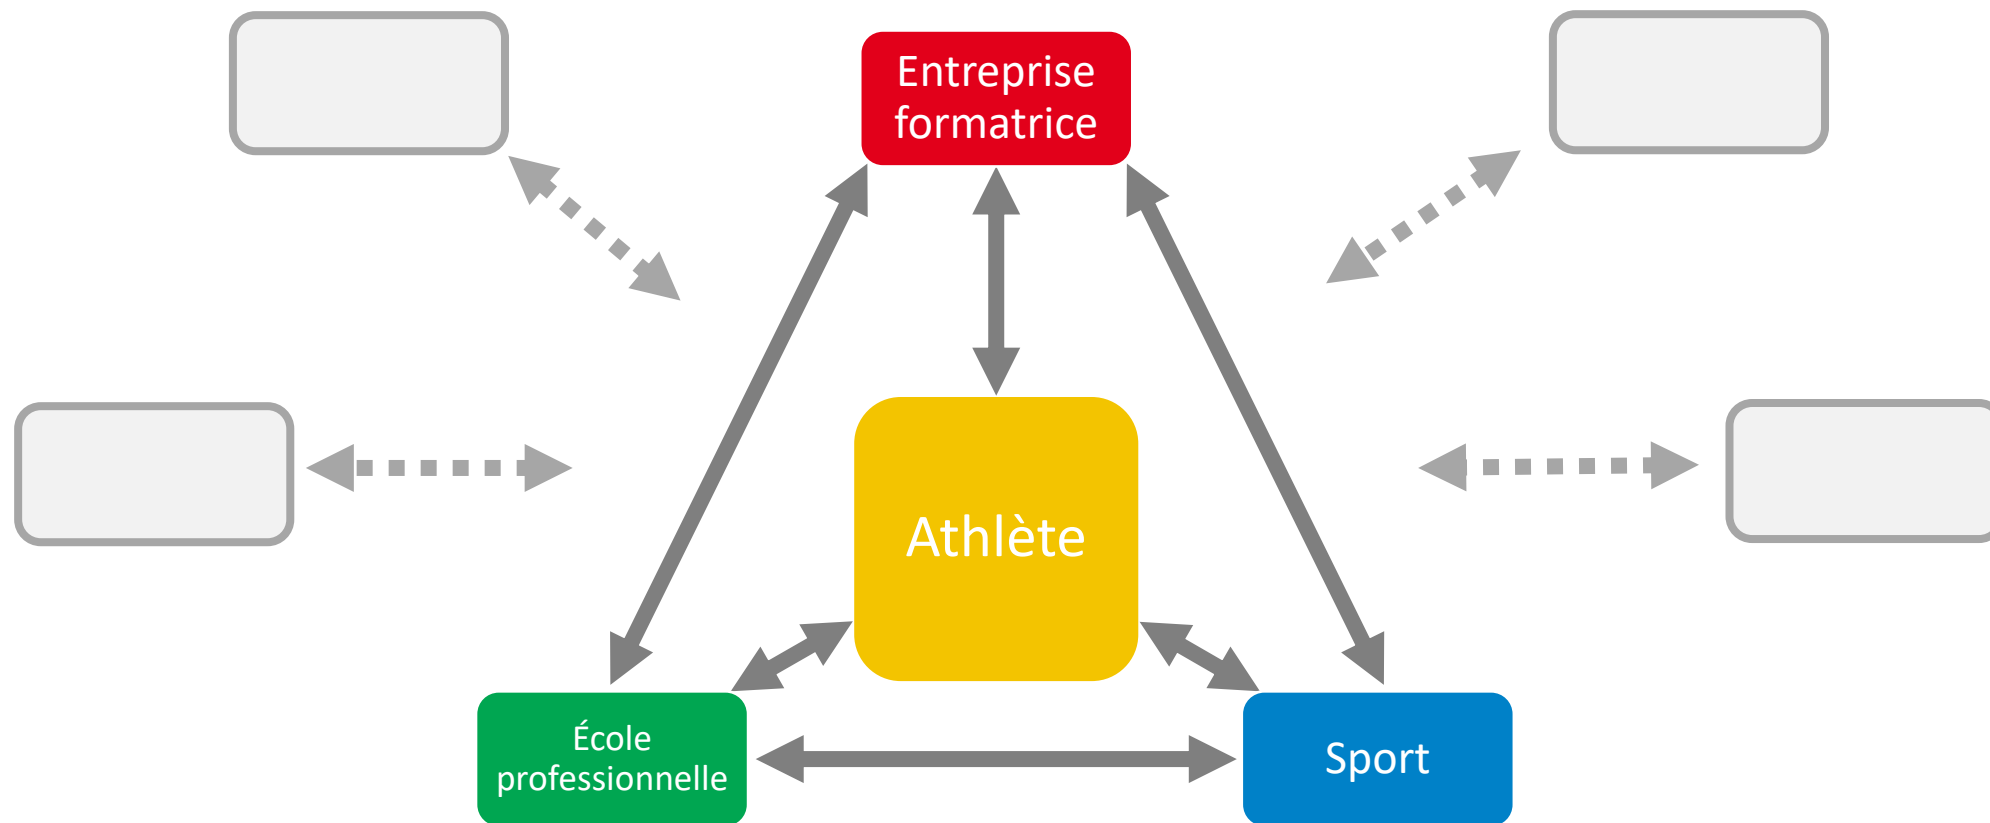 Entreprise
formatrice
Athlète
École
professionnelle
Sport